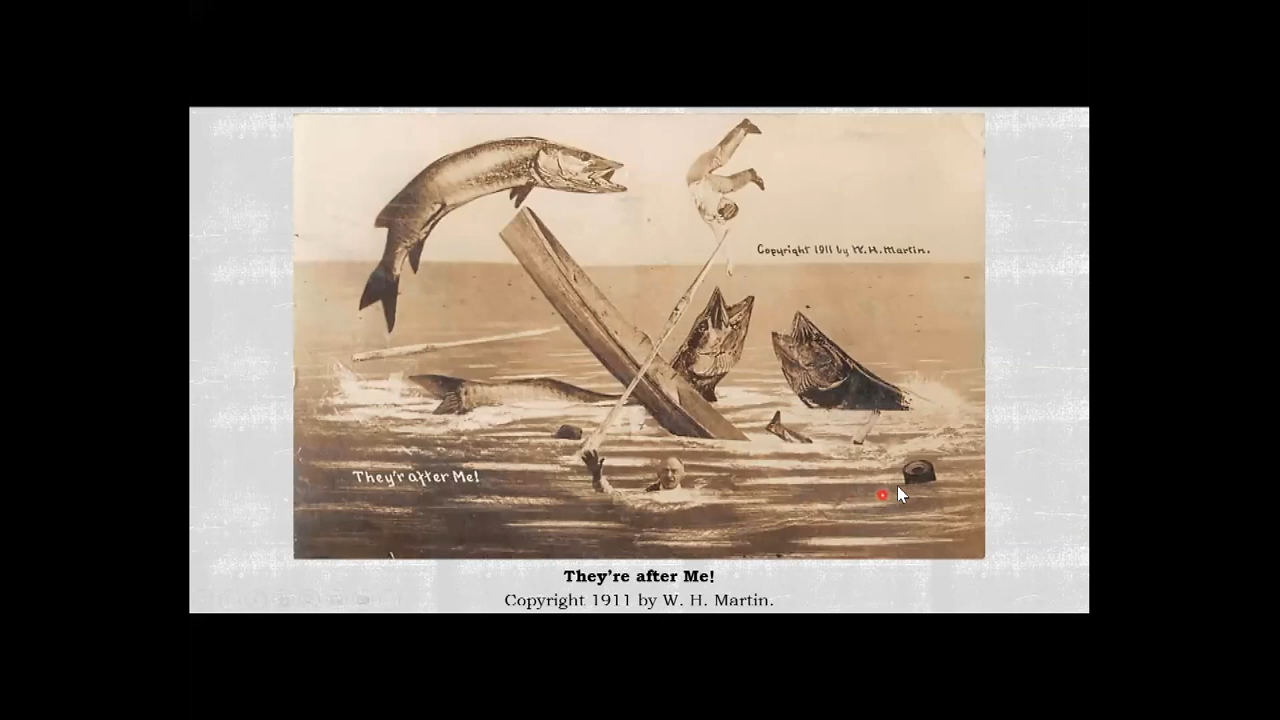 Copyright 1911 by W.H.Martin.
They'r after Me!
They're after Me!
Copyright 1911 by W. H. Martin.